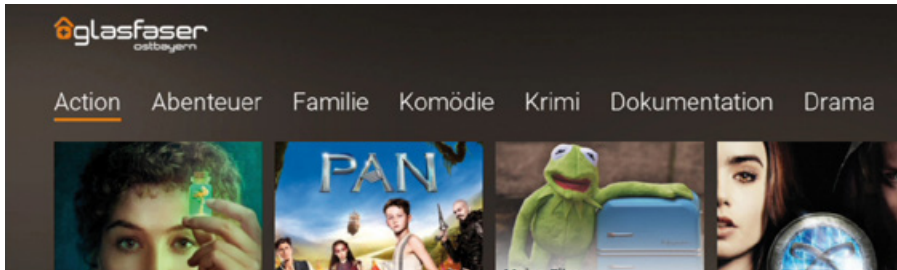 glasfaser
ostbayern
Action Abenteuer Familie Komödie Krimi Dokumentation Drama
PAN